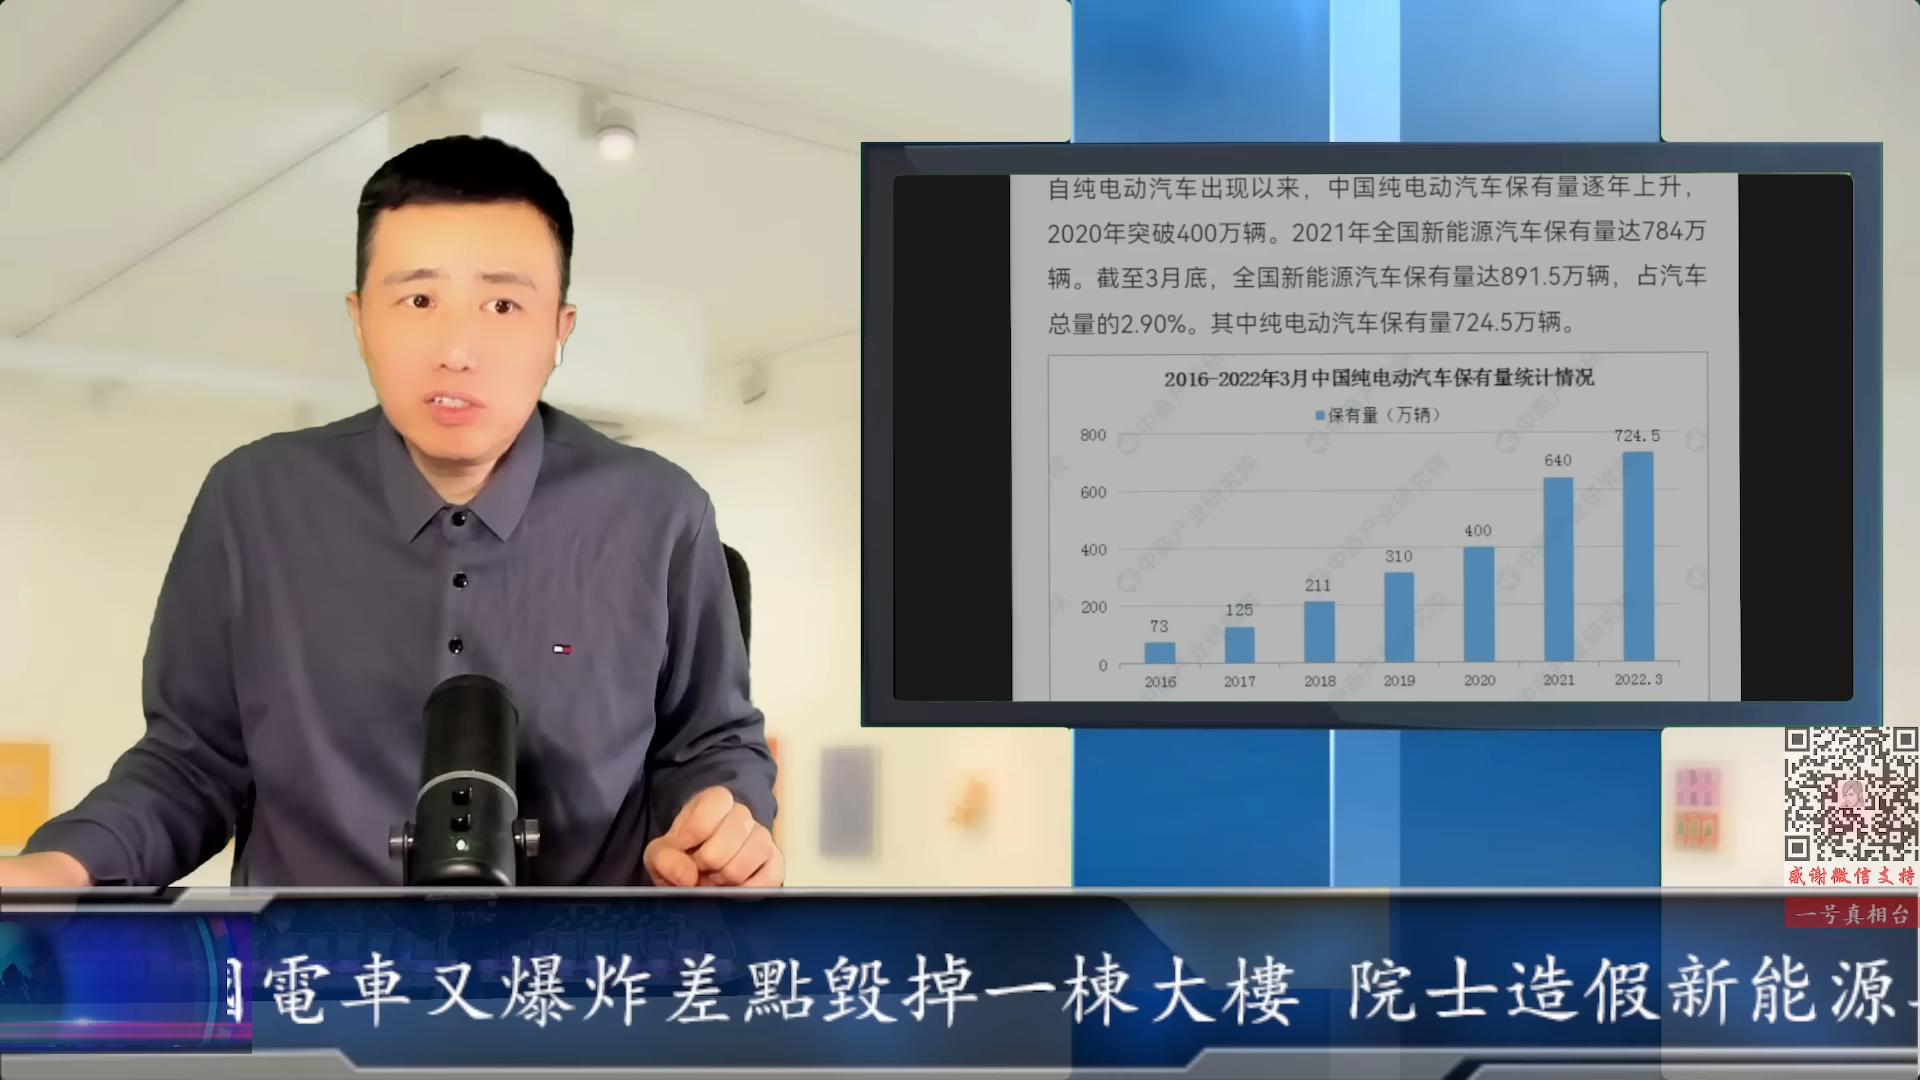 自纯电动汽车出现以来，中国纯电动汽车保有量逐年上升，
2020年突破400万辆。2021年全国新能源汽车保有量达784万
辆。截至3月底，全国新能源汽车保有量达891.5万辆，占汽车
总量的2.90%。其中纯电动汽车保有量724.5万辆。
2016-2022年3月中国纯电动汽车保有量统计情况
保有量（万辆）
800
600
400
200
0
73
125
211
310
400
640
724.5
2016
2017
2018
2019
2020
2021
2022.3
中商产业研究院
感谢微信支持
一号真相台
電車又爆炸差點毀掉一棟大樓 院士造假新能源